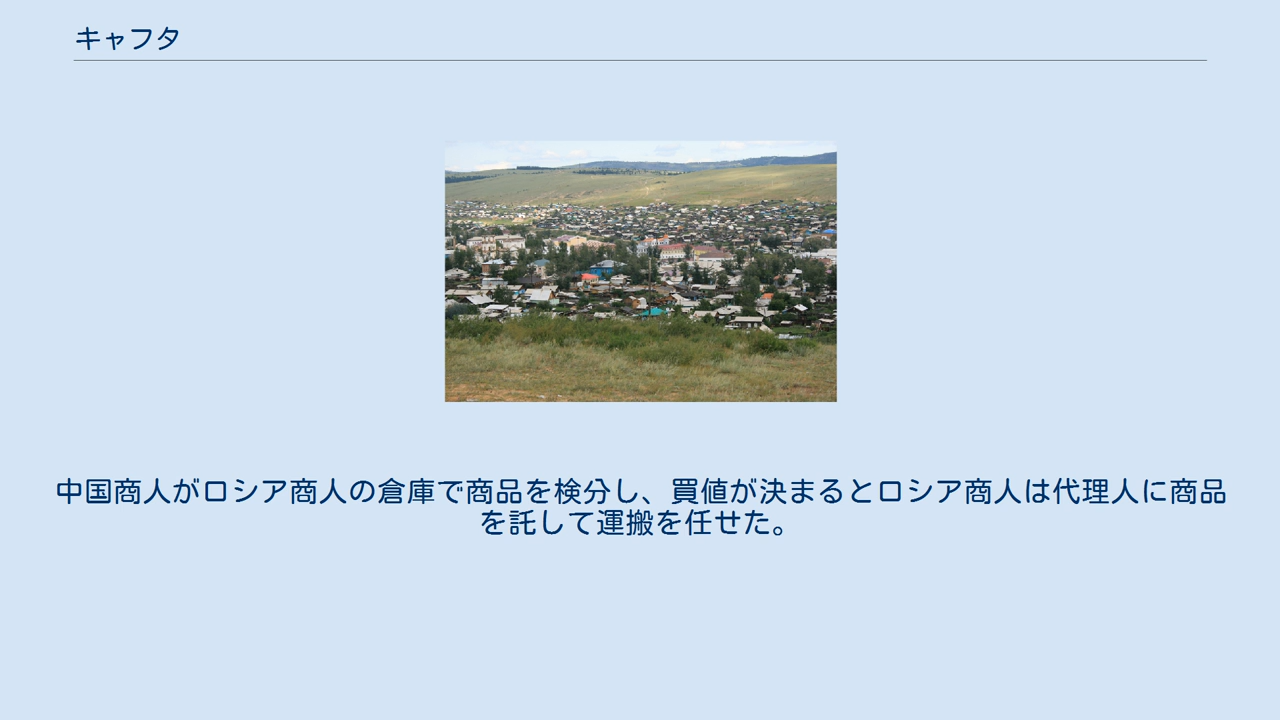 キャフタ
中国商人がロシア商人の倉庫で商品を検分し、買値が決まるとロシア商人は代理人に商品
を託して運搬を任せた。